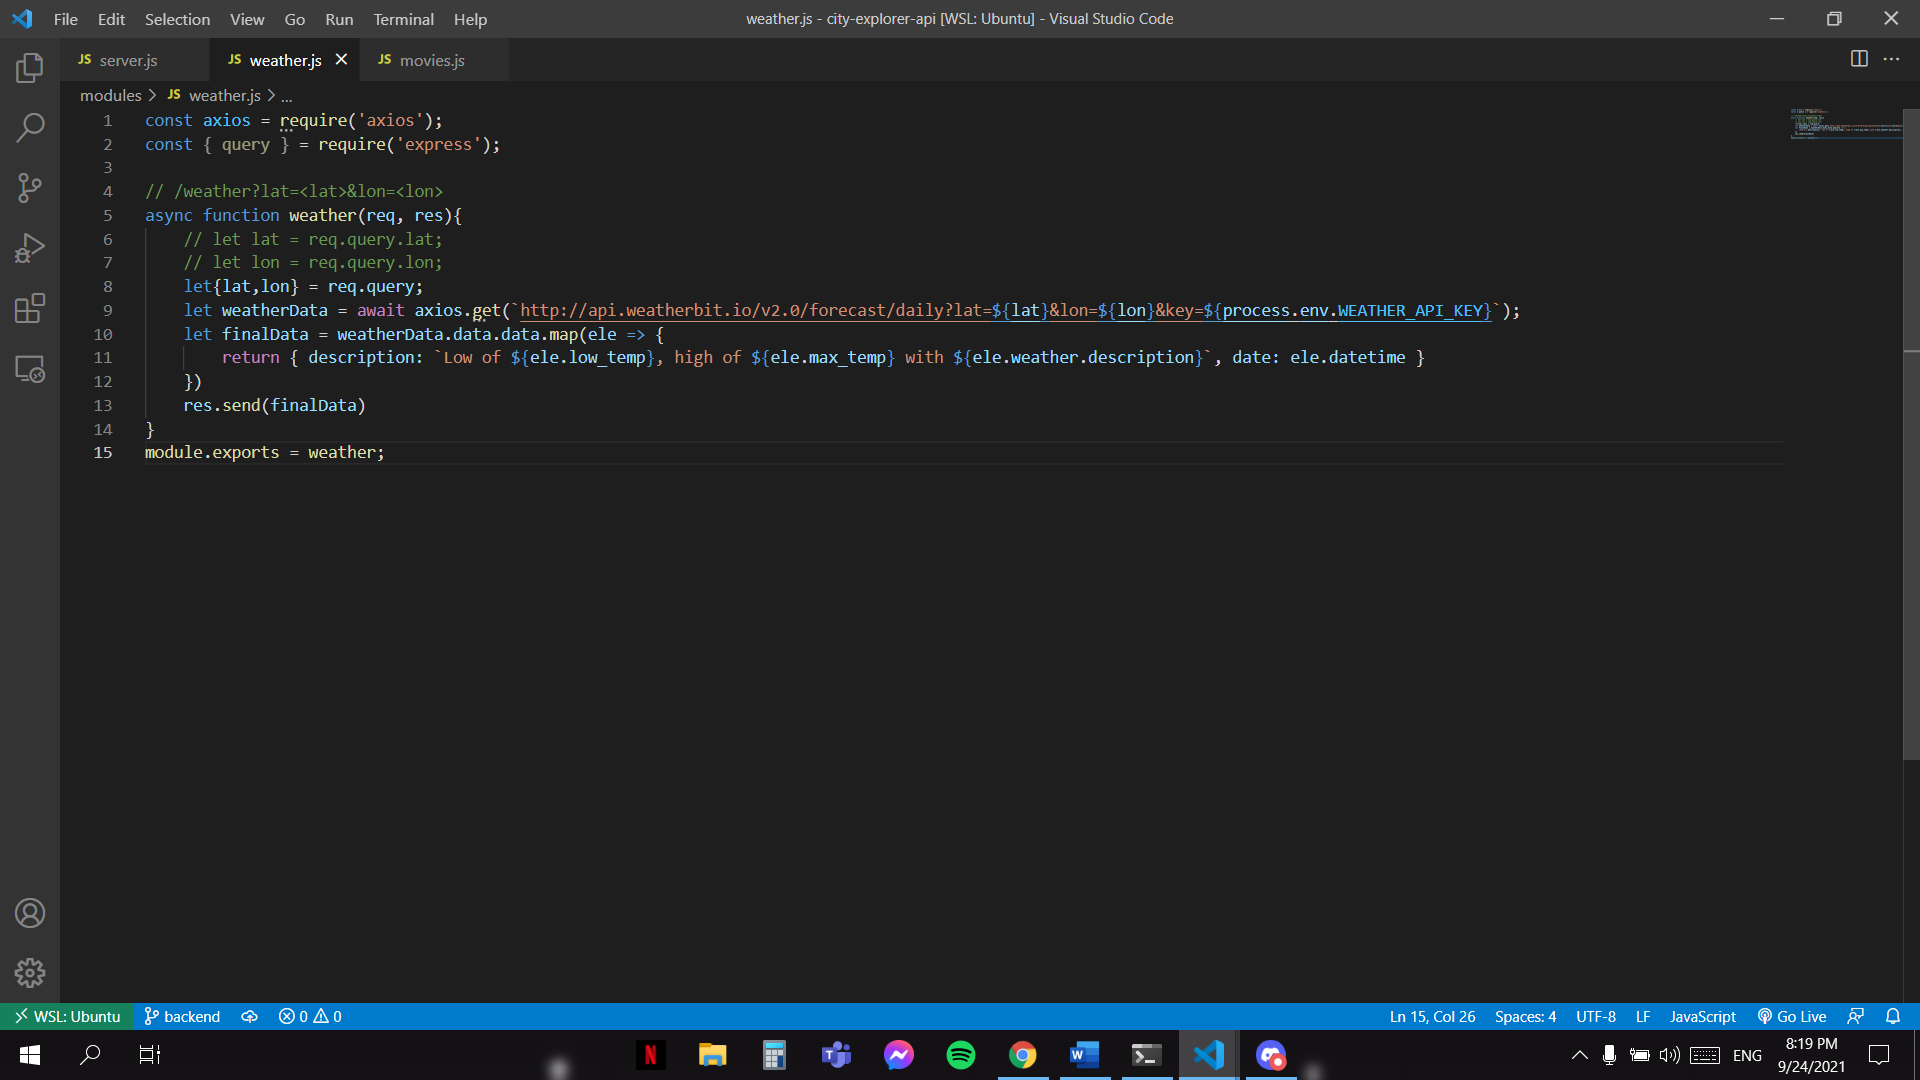 File Edit Selection View Go Run Terminal Help
weather.js - city-explorer-api [WSL: Ubuntu] - Visual Studio Code
JS server.js JS weather.js JS movies.js
modules > JS weather.js > ...
1 const axios = require('axios');
2 const { query } = require('express');
3
4 // /weather?lat=<lat>&lon=<lon>
5 async function weather(req, res){
6 // let lat = req.query.lat;
7 // let lon = req.query.lon;
8 let{lat,lon} = req.query;
9 let weatherData = await axios.get(`http://api.weatherbit.io/v2.0/forecast/daily?lat=${lat}&lon=${lon}&key=${process.env.WEATHER_API_KEY}`);
10 let finalData = weatherData.data.data.map(ele => {
11 return { description: `Low of ${ele.low_temp}, high of ${ele.max_temp} with ${ele.weather.description}`, date: ele.datetime }
12 })
13 res.send(finalData)
14 }
15 module.exports = weather;
WSL: Ubuntu backend 0 0 Ln 15, Col 26 Spaces: 4 UTF-8 LF JavaScript Go Live
ENG 8:19 PM
9/24/2021